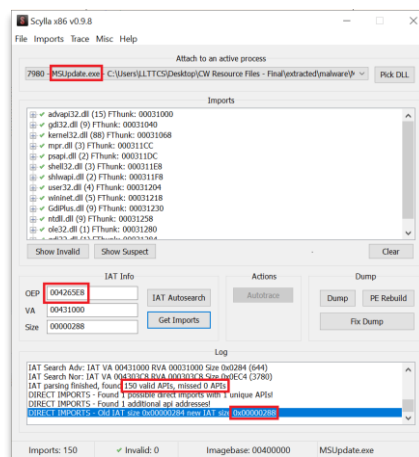 Scylla x86 v0.9.8
File Imports Trace Misc Help
Attach to an active process
7980 - MSUpdate.exe - C:\Users\LLTTCS\Desktop\CW Resource Files - Final\extracted\malware\
Pick DLL
Imports
advapi32.dll (15) FThunk: 00031000
gdi32.dll (9) FThunk: 00031040
kernel32.dll (88) FThunk: 00031068
mpr.dll (3) FThunk: 000311CC
psapi.dll (2) FThunk: 000311DC
shell32.dll (3) FThunk: 000311E8
shlwapi.dll (2) FThunk: 000311F8
user32.dll (4) FThunk: 00031204
wininet.dll (5) FThunk: 00031218
GdiPlus.dll (9) FThunk: 00031230
ntdll.dll (9) FThunk: 00031258
ole32.dll (1) FThunk: 00031280
Show Invalid Show Suspect Clear
IAT Info Actions Dump
OEP 004265E8 IAT Autosearch Autotrace Dump PE Rebuild
VA 00431000
Size 00000288 Get Imports Fix Dump
Log
IAT Search Adv: IAT VA 00431000 RVA 00031000 Size 0x0284 (644)
IAT Search Nor: IAT VA 004303C8 RVA 000303C8 Size 0x0EC4 (3780)
IAT parsing finished, found 150 valid APIs, missed 0 APIs
DIRECT IMPORTS - Found 1 possible direct imports with 1 unique APIs!
DIRECT IMPORTS - Found 1 additional api addresses!
DIRECT IMPORTS - Old IAT size 0x00000284 new IAT size 0x00000288
Imports: 150 Invalid: 0 Imagebase: 00400000 MSUpdate.exe